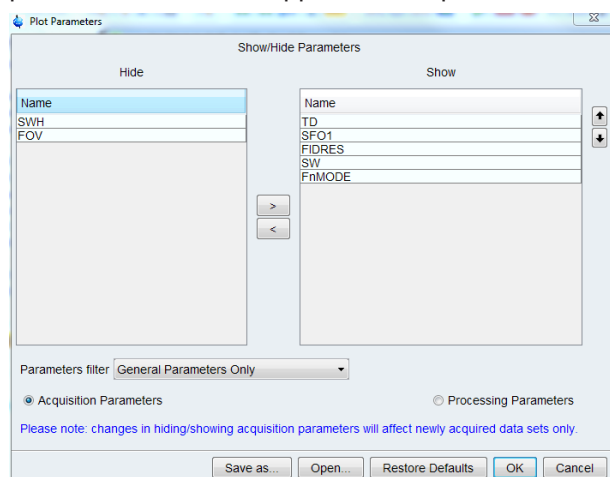 Plot Parameters
Show/Hide Parameters
Hide Show
Name Name
SWH TD
FOV SFO1
FIDRES
SW
FnMODE
>
<
Parameters filter General Parameters Only
Acquisition Parameters Processing Parameters
Please note: changes in hiding/showing acquisition parameters will affect newly acquired data sets only.
Save as... Open... Restore Defaults OK Cancel